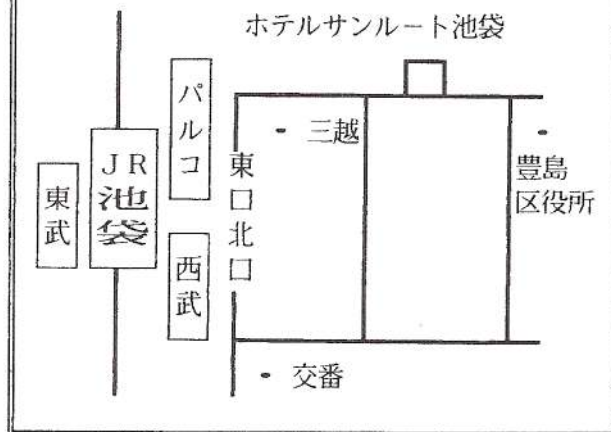 ホテルサンルート池袋
パルコ
三越
JR
池袋
東武
東口北口
西武
豊島
区役所
交番